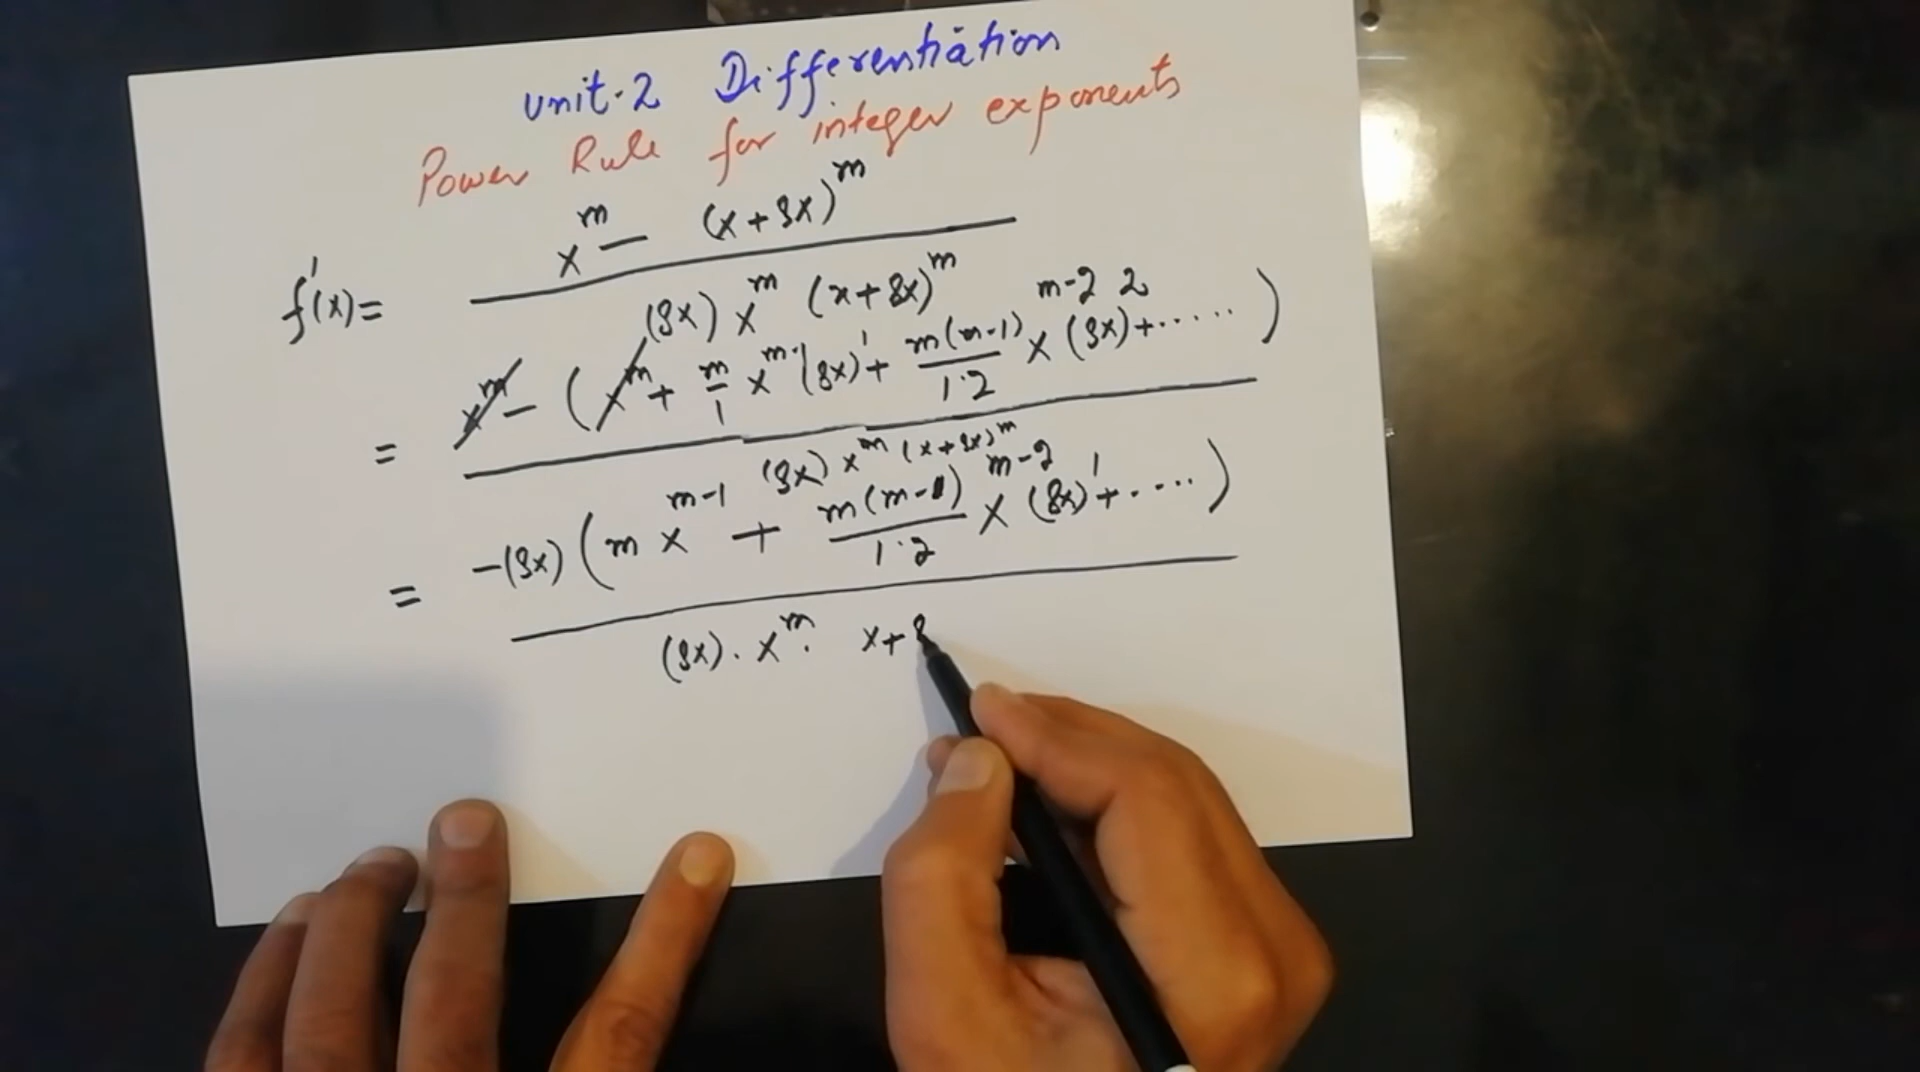 unit-2 Differentiation
Power Rule for integer exponents
x^m - (x+δx)^m
f'(x)=
(δx) x^m (x+δx)^m
x^m - (x^m + m/1 x^m-1 (δx)^1 + m(m-1)/1·2 x^m-2 (δx)^2 + ......)
=
(δx) x^m (x+δx)^m
-(δx) (m x^m-1 + m(m-1)/1·2 x^m-2 (δx)^1 + .....)
=
(δx) . x^m . x+δ